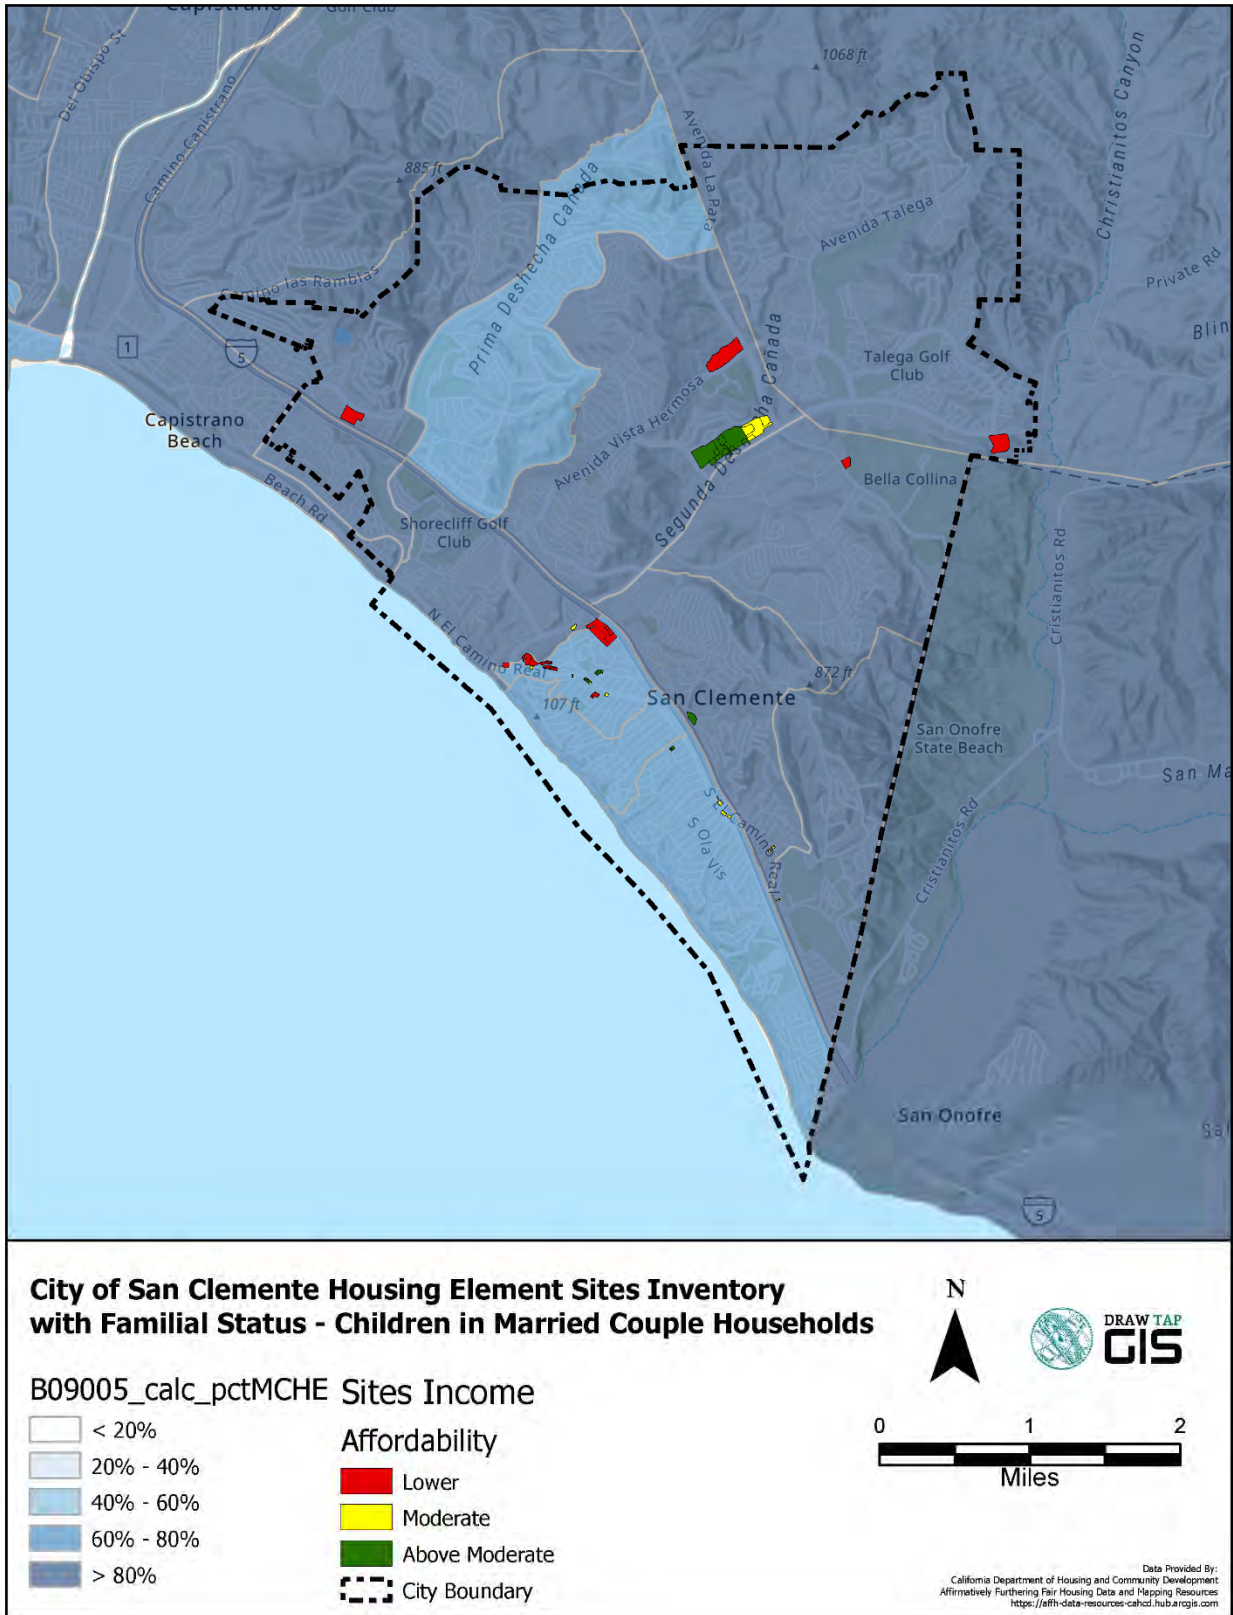 Capistrano
Golf Club
Del Obispo St
Camino Capistrano
1068 ft
Christianitos Canyon
885 ft
Avenida La Pata
Prima Deshecha Cañada
Avenida Talega
Private Rd
Camino las Ramblas
Blin
1
5
Talega Golf
Club
Capistrano
Beach
Avenida Vista Hermosa
Segunda Deshecha Cañada
Bella Collina
Beach Rd
Shorecliff Golf
Club
Cristianitos Rd
N El Camino Real
872 ft
San Clemente
107 ft
San Onofre
State Beach
San Ma
S El Camino Real
S Ola Vis
Cristianitos Rd
San Onofre
5
City of San Clemente Housing Element Sites Inventory
with Familial Status - Children in Married Couple Households
N
DRAW TAP
GIS
B09005_calc_pctMCHE
< 20%
20% - 40%
40% - 60%
60% - 80%
> 80%
Sites Income
Affordability
Lower
Moderate
Above Moderate
City Boundary
0 1 2
Miles
Data Provided By:
California Department of Housing and Community Development
Affirmatively Furthering Fair Housing Data and Mapping Resources
https://affh-data-resources-cahcd.hub.arcgis.com